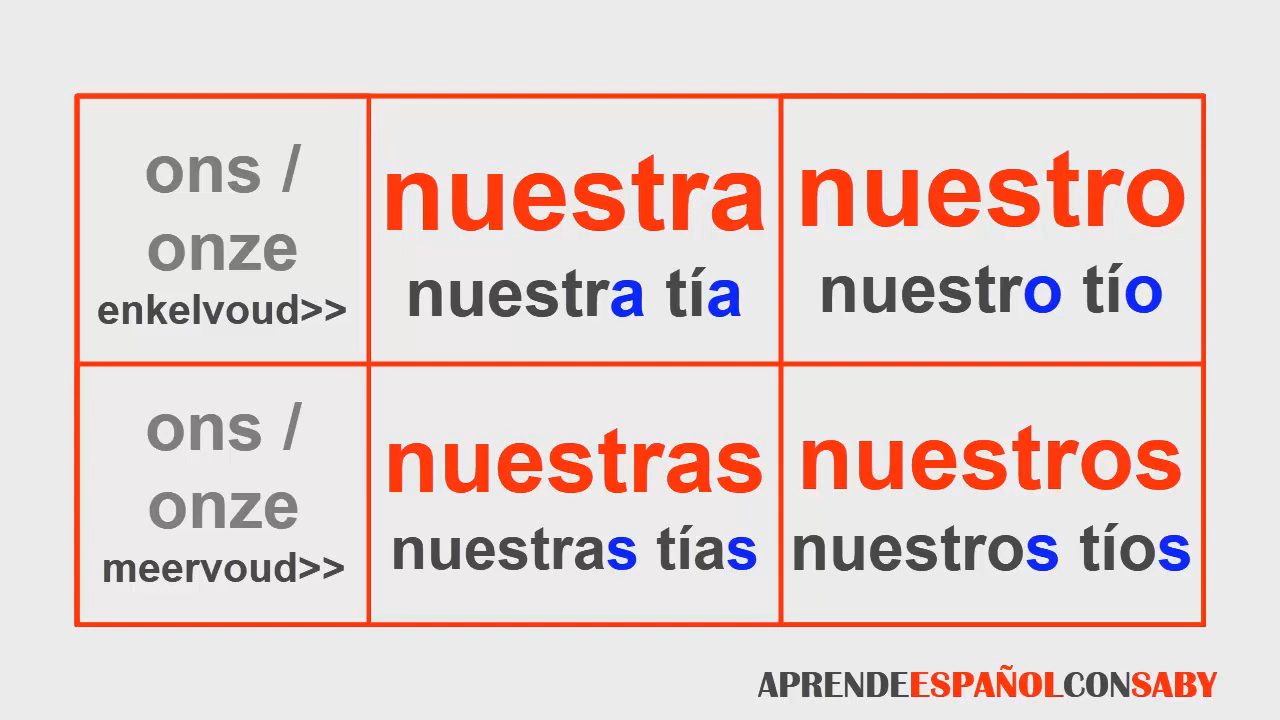 ons /
onze
enkelvoud>>
nuestra
nuestra tía
nuestro
nuestro tío
ons /
onze
meervoud>>
nuestras
nuestras tías
nuestros
nuestros tíos
APRENDEESPAÑOLCONSABY